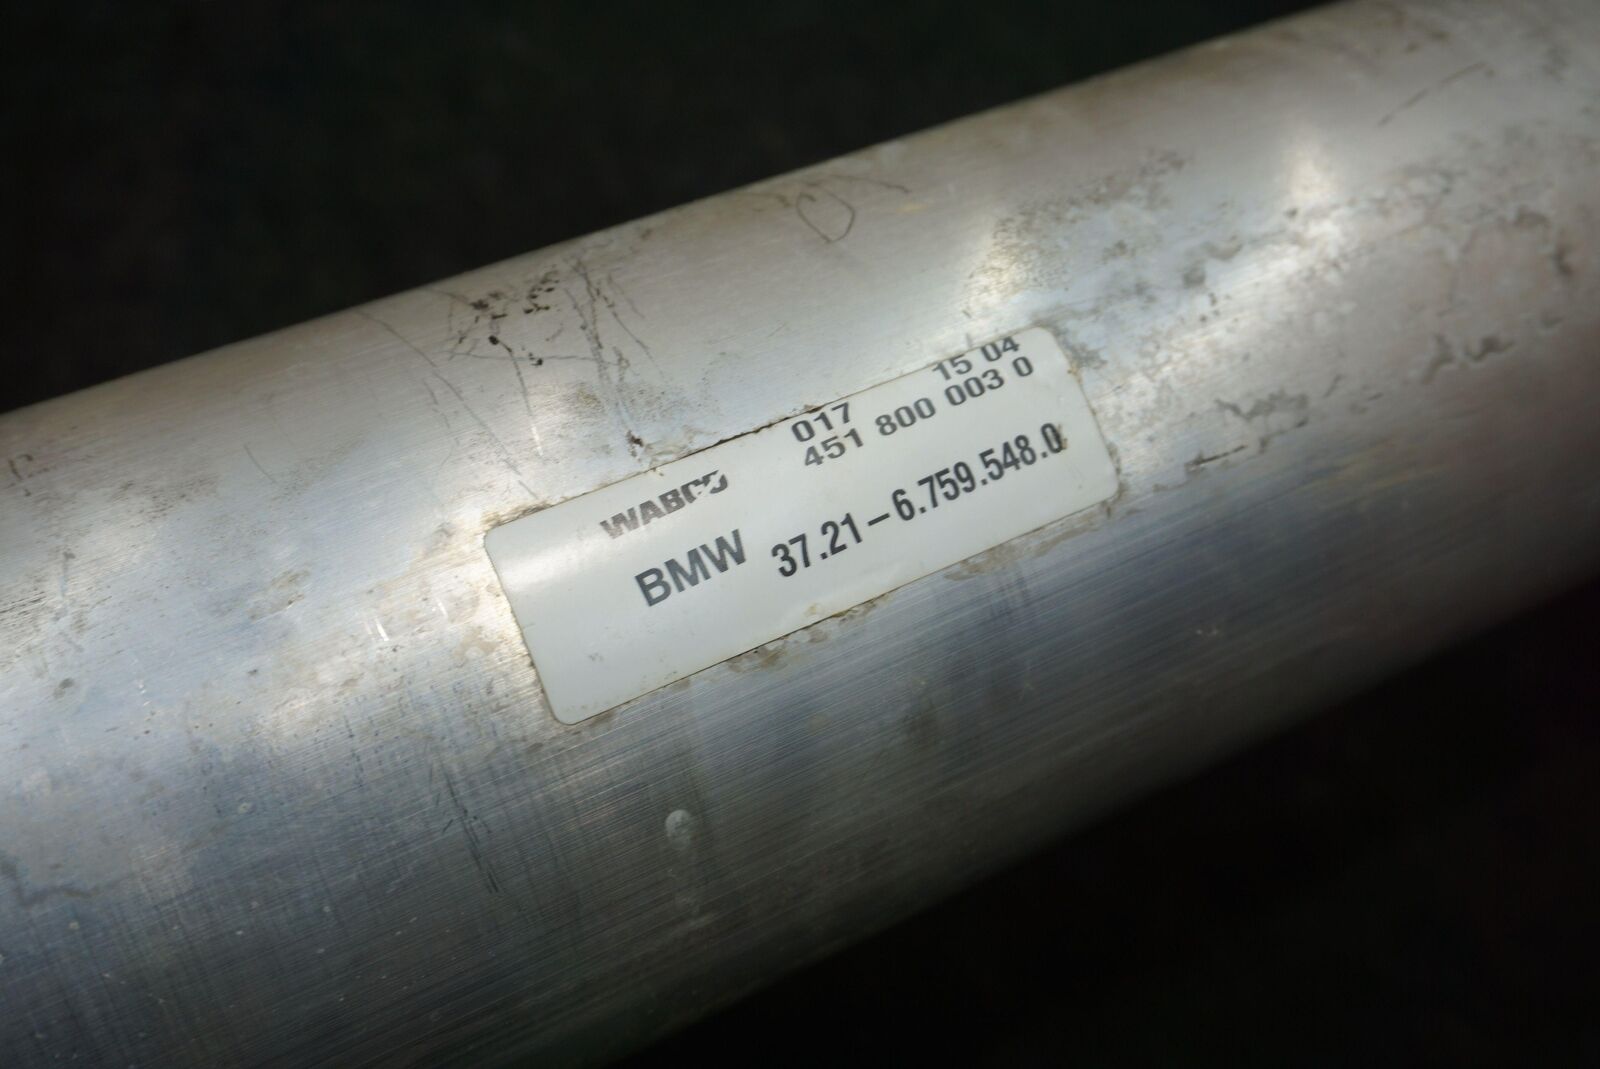 017 15 04
WABCO 451 800 003 0
BMW 37.21-6.759.548.0